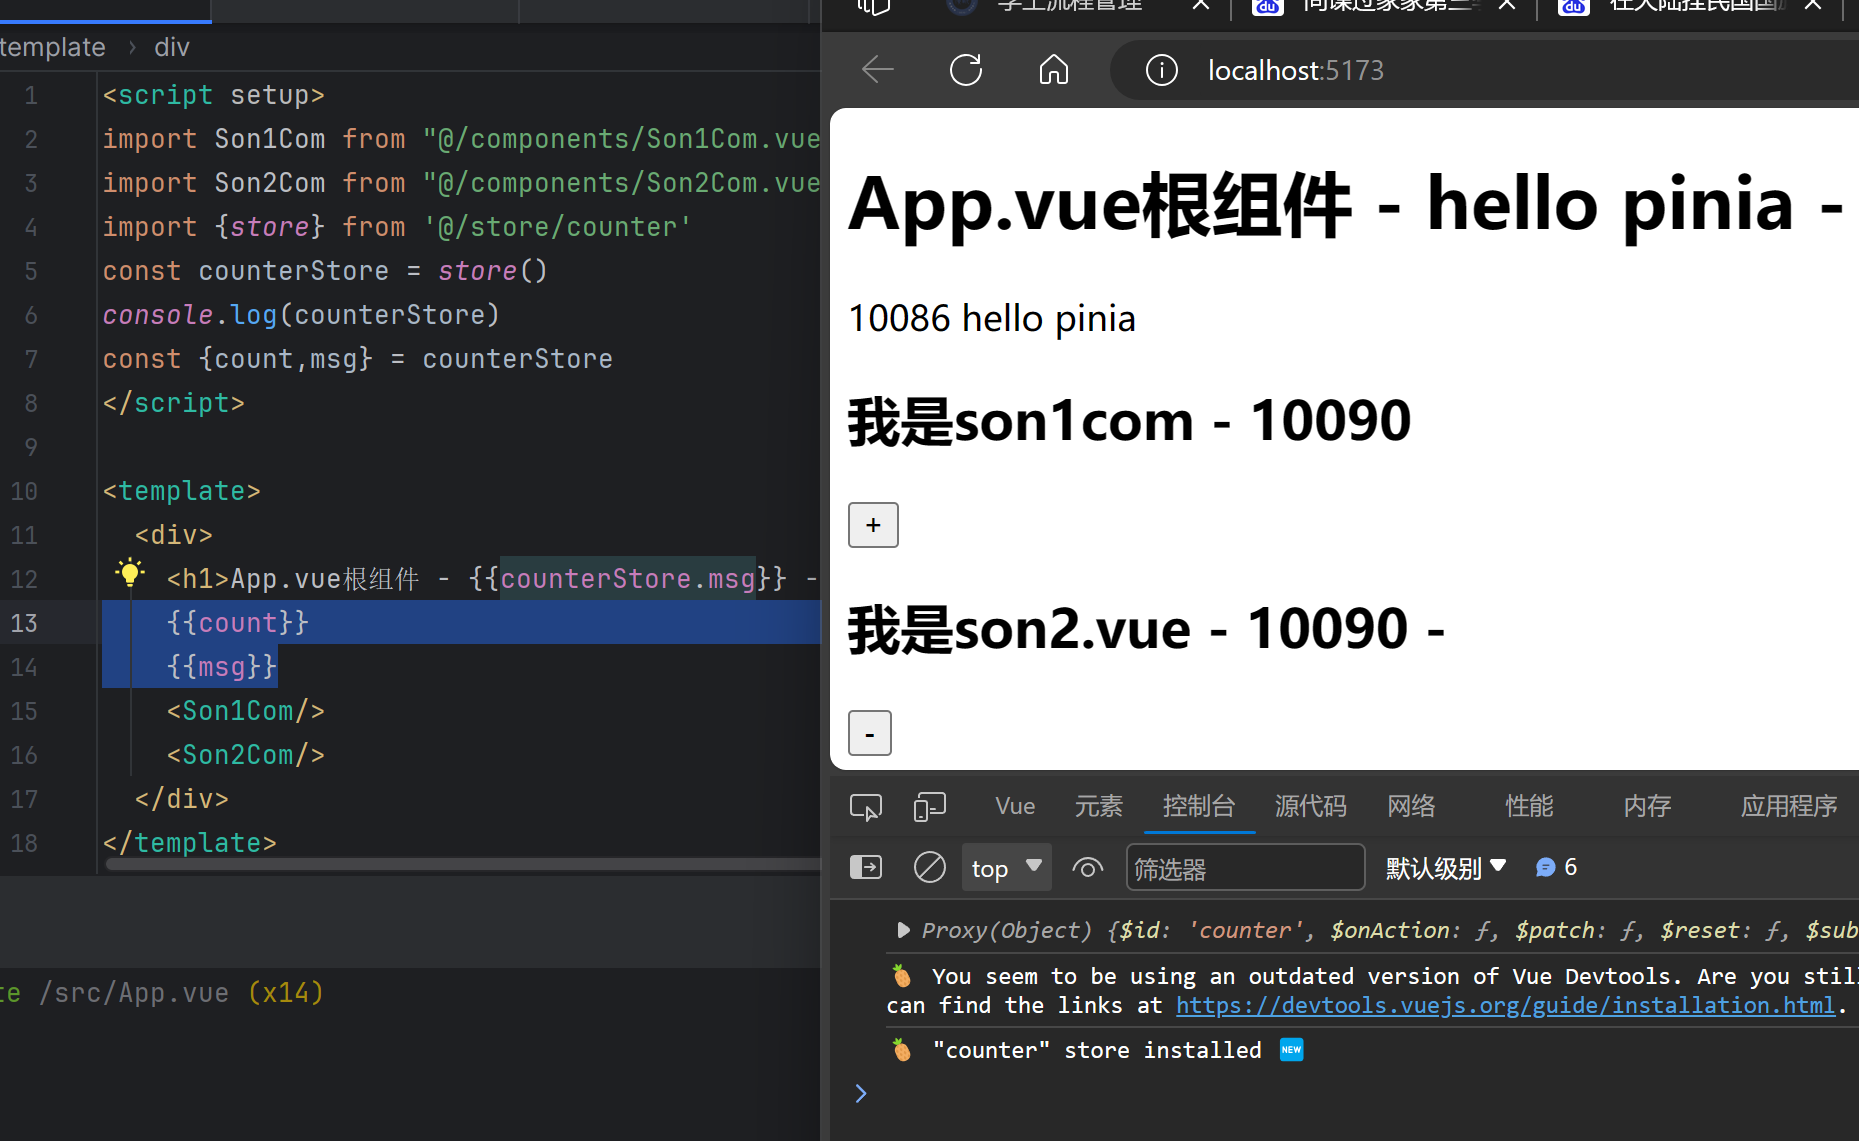 template › div
1 <script setup>
2 import Son1Com from "@/components/Son1Com.vue
3 import Son2Com from "@/components/Son2Com.vue
4 import {store} from '@/store/counter'
5 const counterStore = store()
6 console.log(counterStore)
7 const {count,msg} = counterStore
8 </script>
9
10 <template>
11 <div>
12 <h1>App.vue根组件 - {{counterStore.msg}} -
13 {{count}}
14 {{msg}}
15 <Son1Com/>
16 <Son2Com/>
17 </div>
18 </template>
te /src/App.vue (x14)
学工流程管理
du
du
localhost:5173
App.vue根组件 - hello pinia -
10086 hello pinia
我是son1com - 10090
+
我是son2.vue - 10090 -
-
Vue 元素 控制台 源代码 网络 性能 内存 应用程序
top 筛选器 默认级别 6
Proxy(Object) {$id: 'counter', $onAction: ƒ, $patch: ƒ, $reset: ƒ, $sub
🍍 You seem to be using an outdated version of Vue Devtools. Are you stil
can find the links at https://devtools.vuejs.org/guide/installation.html.
🍍 "counter" store installed 🆕